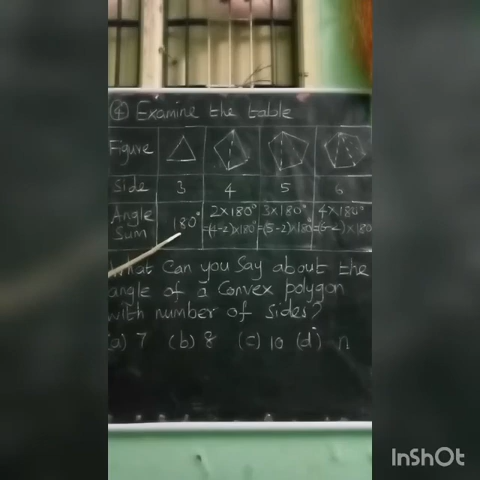 ④ Examine the table
Figure
Side 3 4 5 6
Angle Sum 180° 2×180° =(4-2)×180° 3×180° =(5-2)×180° 4×180° =(6-2)×180
What can you say about the
angle of a convex polygon
with number of sides?
(a) 7 (b) 8 (c) 10 (d) n
InShOt